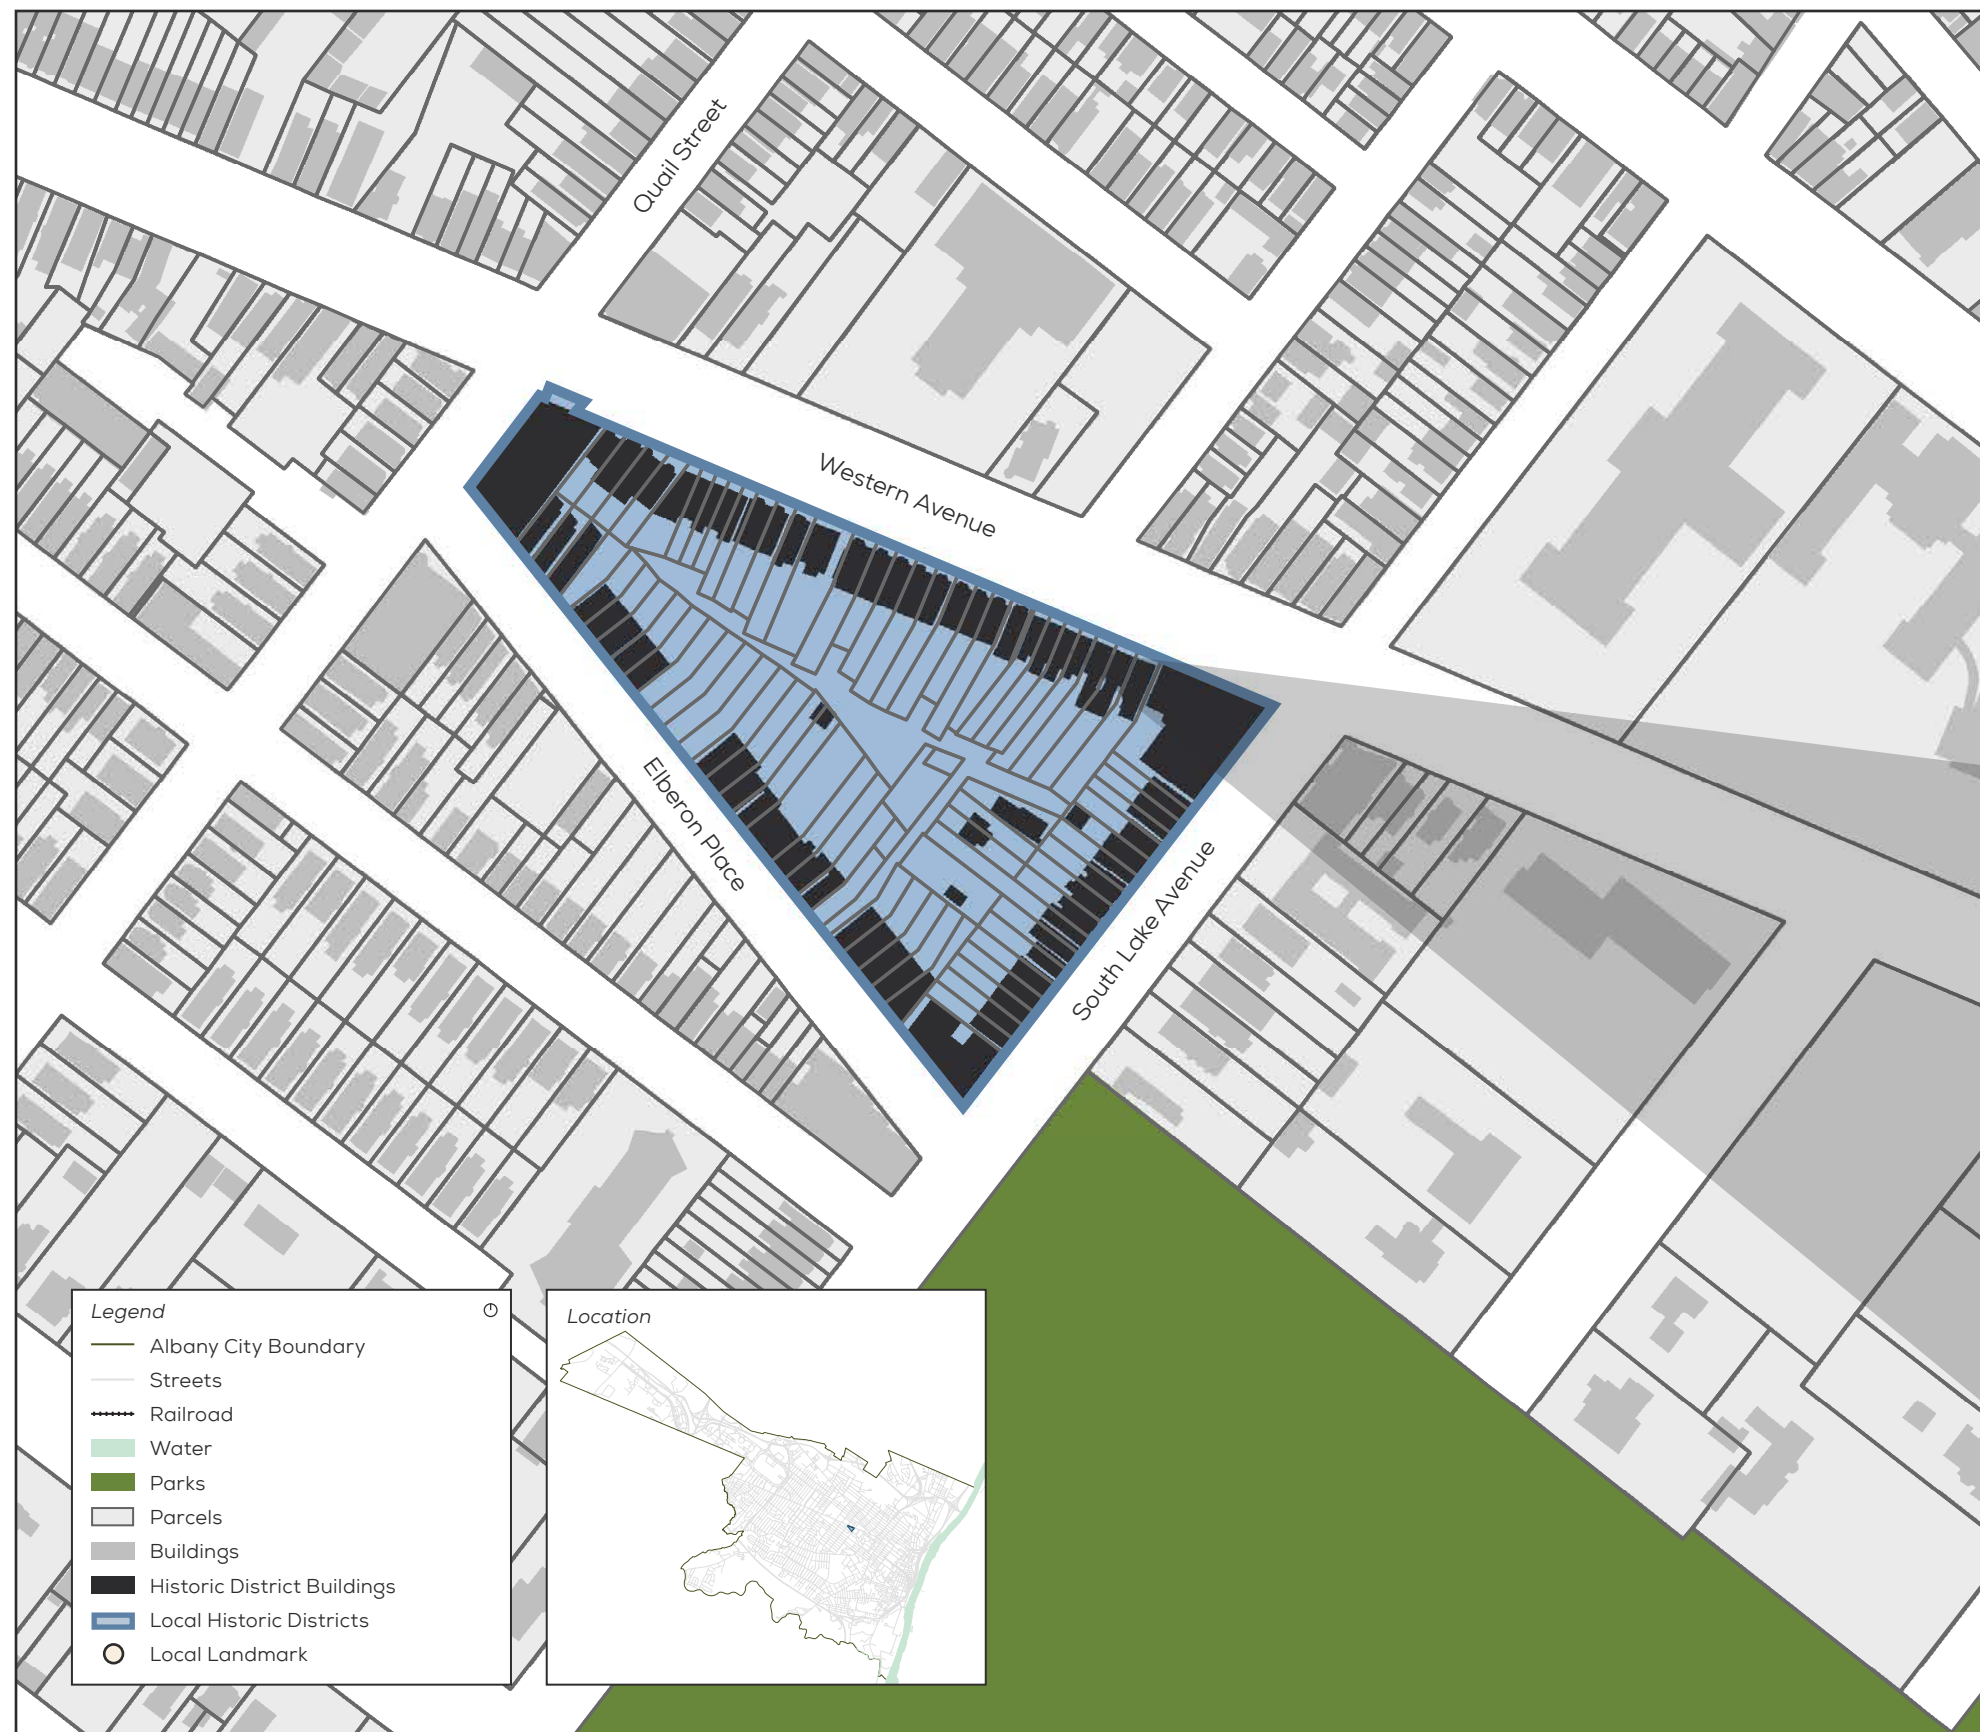 Quail Street
Western Avenue
Elberon Place
South Lake Avenue
Legend
Albany City Boundary
Streets
Railroad
Water
Parks
Parcels
Buildings
Historic District Buildings
Local Historic Districts
Local Landmark
Location